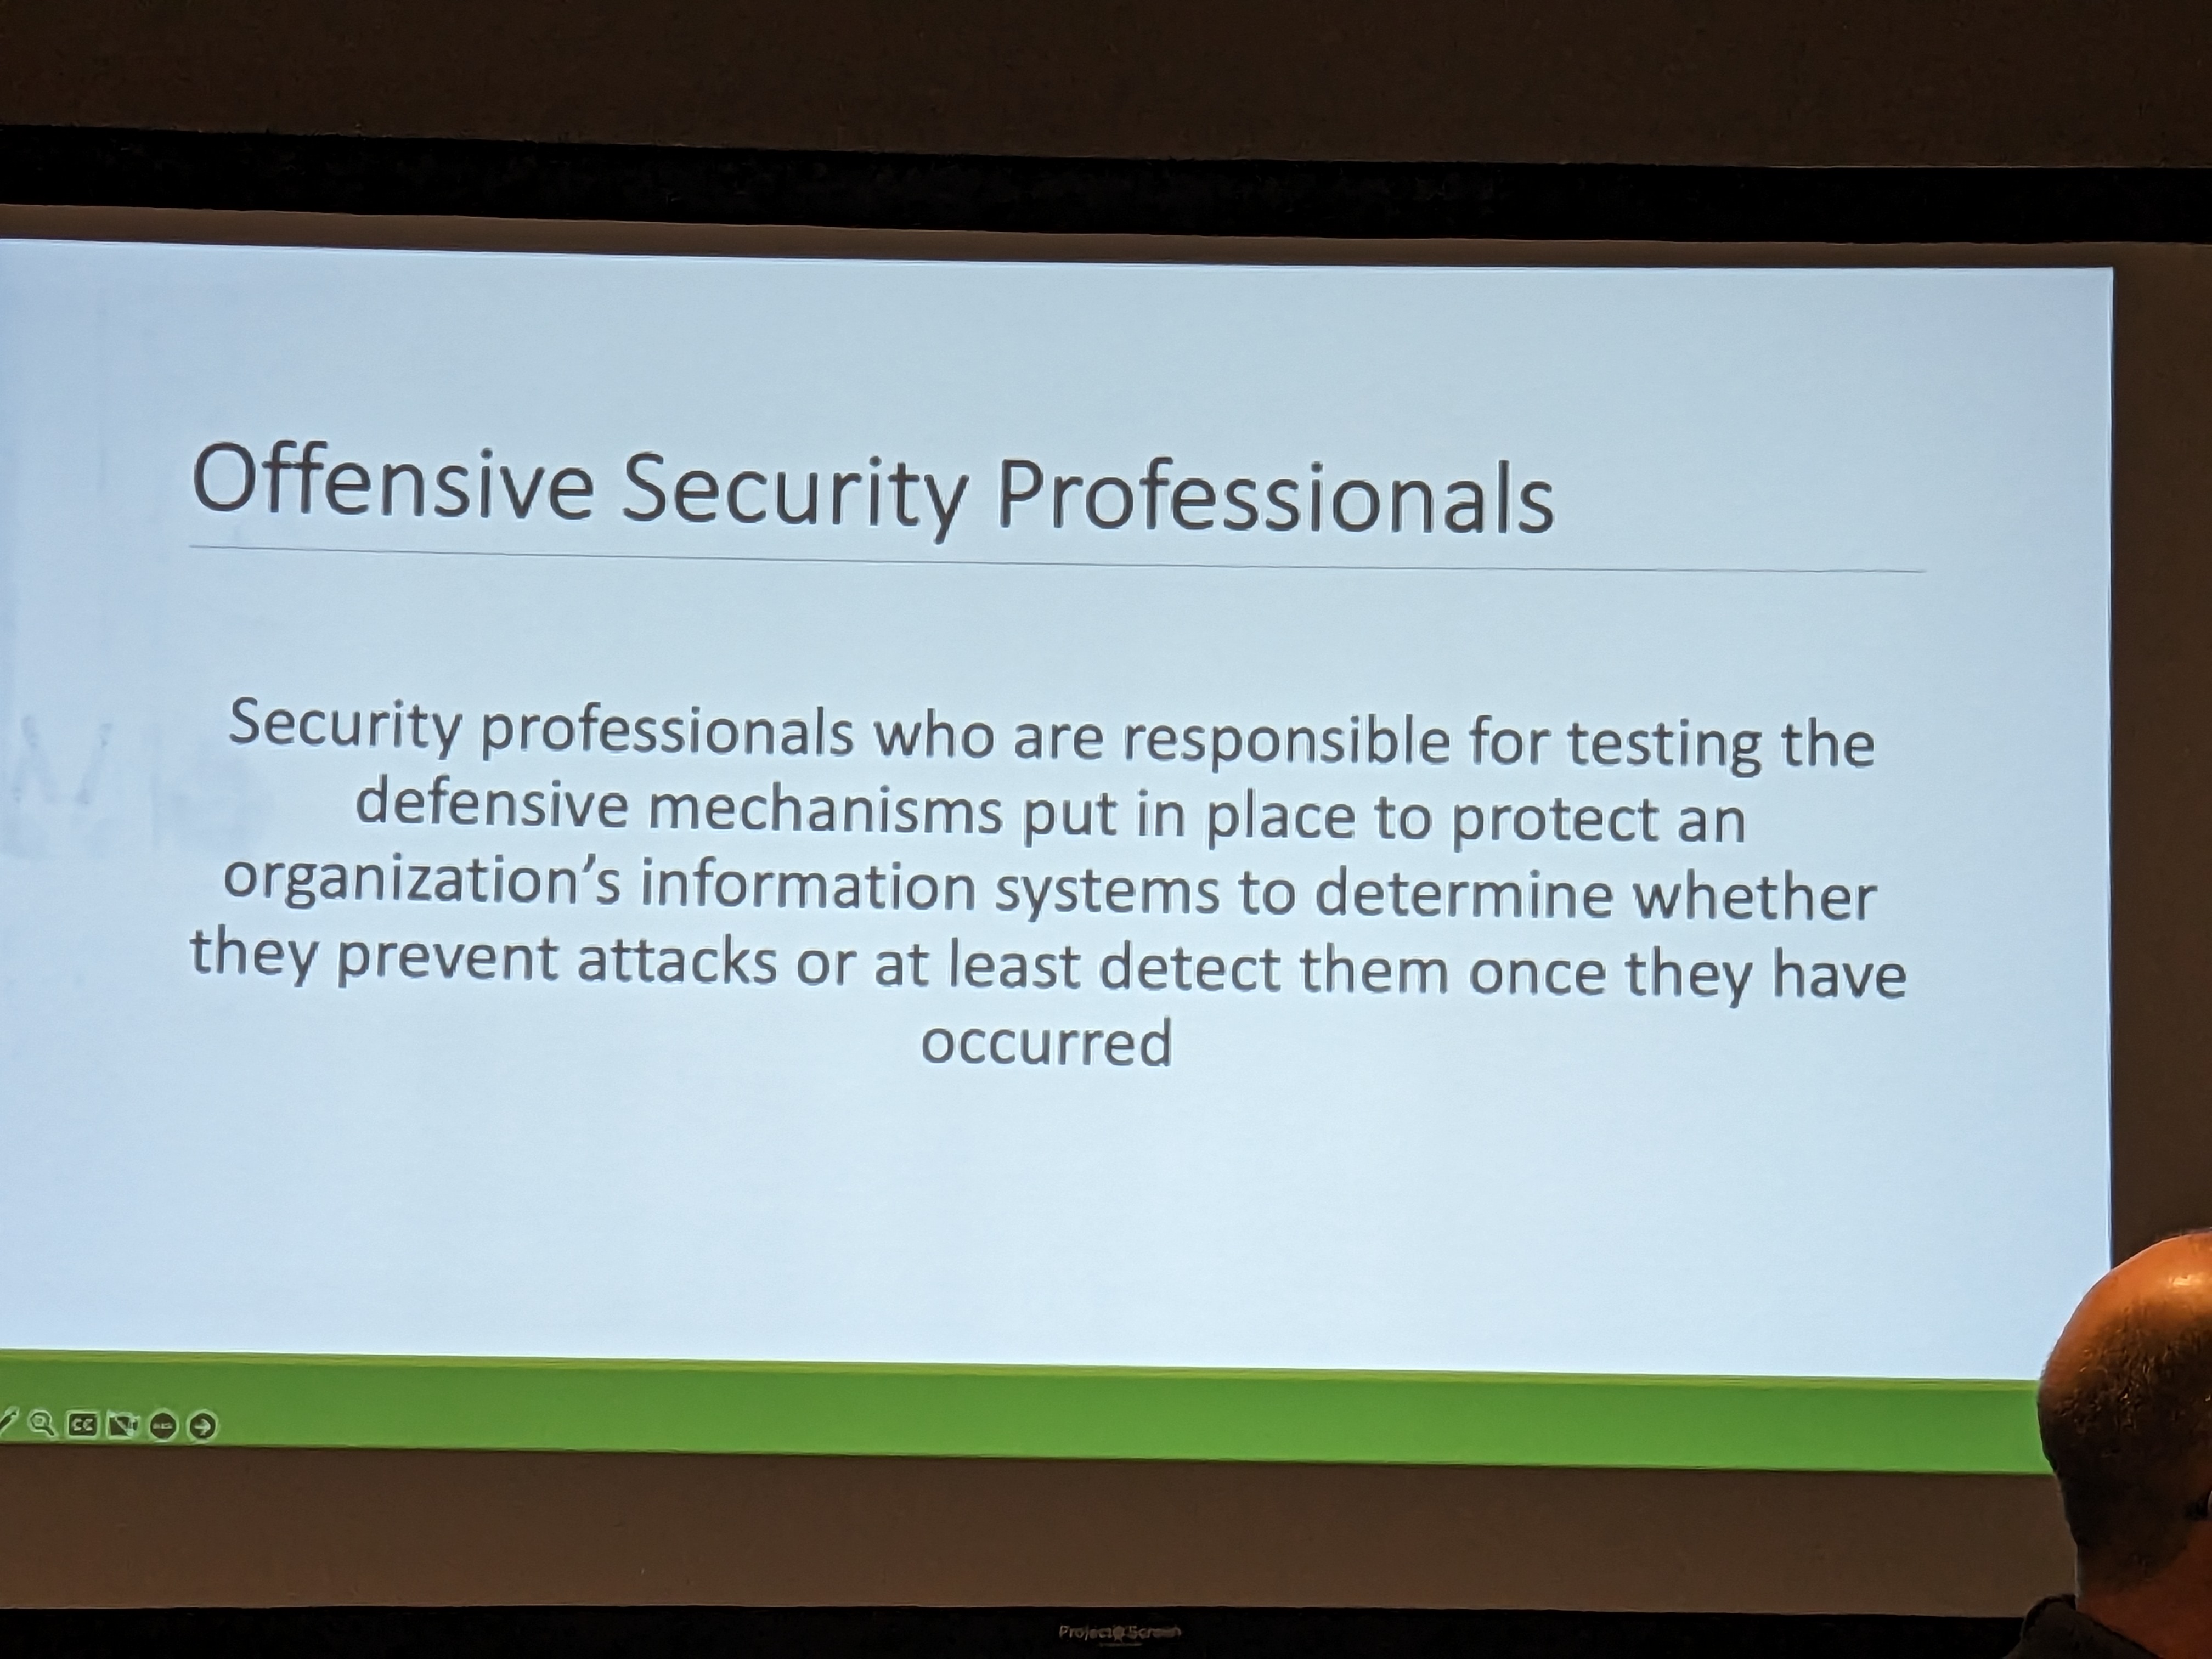 Offensive Security Professionals
Security professionals who are responsible for testing the
defensive mechanisms put in place to protect an
organization's information systems to determine whether
they prevent attacks or at least detect them once they have
occurred
CC